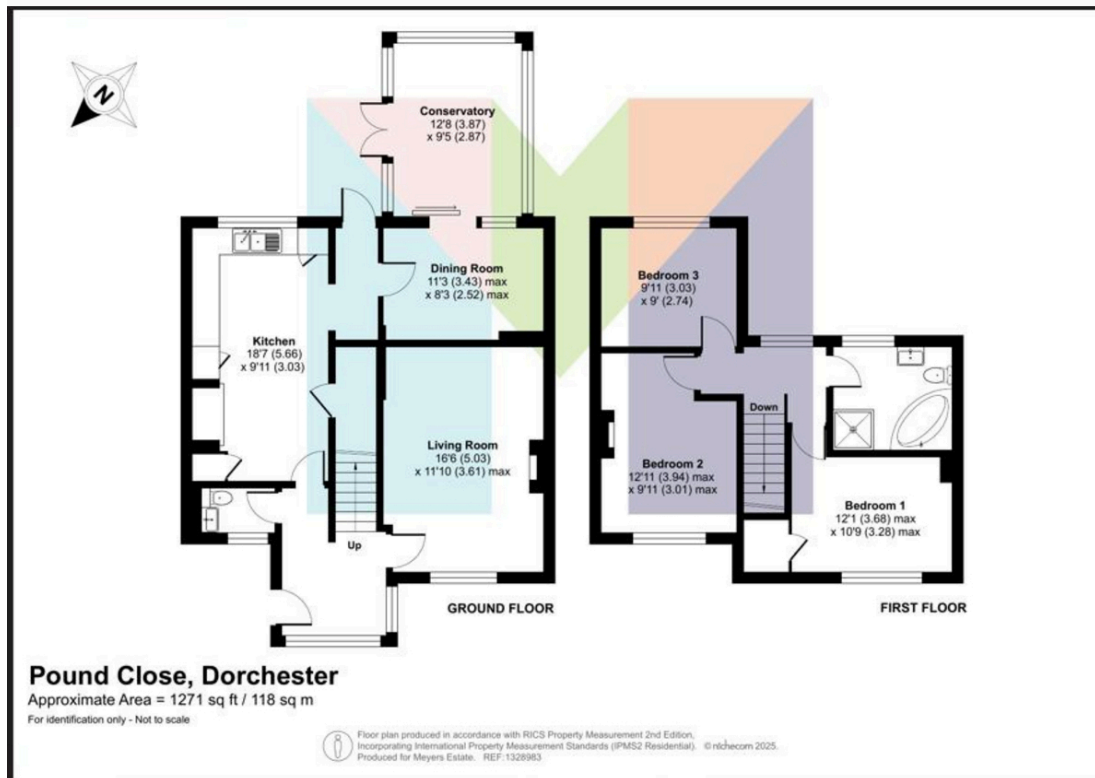 N
Conservatory
12'8 (3.87)
x 9'5 (2.87)
Dining Room
11'3 (3.43) max
x 8'3 (2.52) max
Kitchen
18'7 (5.66)
x 9'11 (3.03)
Living Room
16'6 (5.03)
x 11'10 (3.61) max
Up
GROUND FLOOR
Bedroom 3
9'11 (3.03)
x 9' (2.74)
Down
Bedroom 2
12'11 (3.94) max
x 9'11 (3.01) max
Bedroom 1
12'1 (3.68) max
x 10'9 (3.28) max
FIRST FLOOR
Pound Close, Dorchester
Approximate Area = 1271 sq ft / 118 sq m
For identification only - Not to scale
Floor plan produced in accordance with RICS Property Measurement 2nd Edition,
Incorporating International Property Measurement Standards (IPMS2 Residential). © ntchecom 2025.
Produced for Meyers Estate. REF:1328983